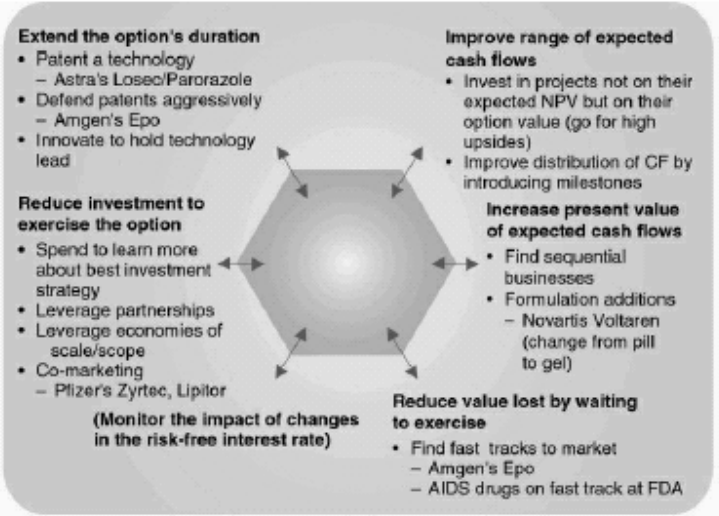 Extend the option's duration
• Patent a technology
– Astra's Losec/Parorazole
• Defend patents aggressively
– Amgen's Epo
• Innovate to hold technology
lead
Reduce investment to
exercise the option
• Spend to learn more
about best investment
strategy
• Leverage partnerships
• Leverage economies of
scale/scope
• Co-marketing
– Pfizer's Zyrtec, Lipitor
(Monitor the impact of changes
in the risk-free interest rate)
Improve range of expected
cash flows
• Invest in projects not on their
expected NPV but on their
option value (go for high
upsides)
• Improve distribution of CF by
introducing milestones
Increase present value
of expected cash flows
• Find sequential
businesses
• Formulation additions
– Novartis Voltaren
(change from pill
to gel)
Reduce value lost by waiting
to exercise
• Find fast tracks to market
– Amgen's Epo
– AIDS drugs on fast track at FDA